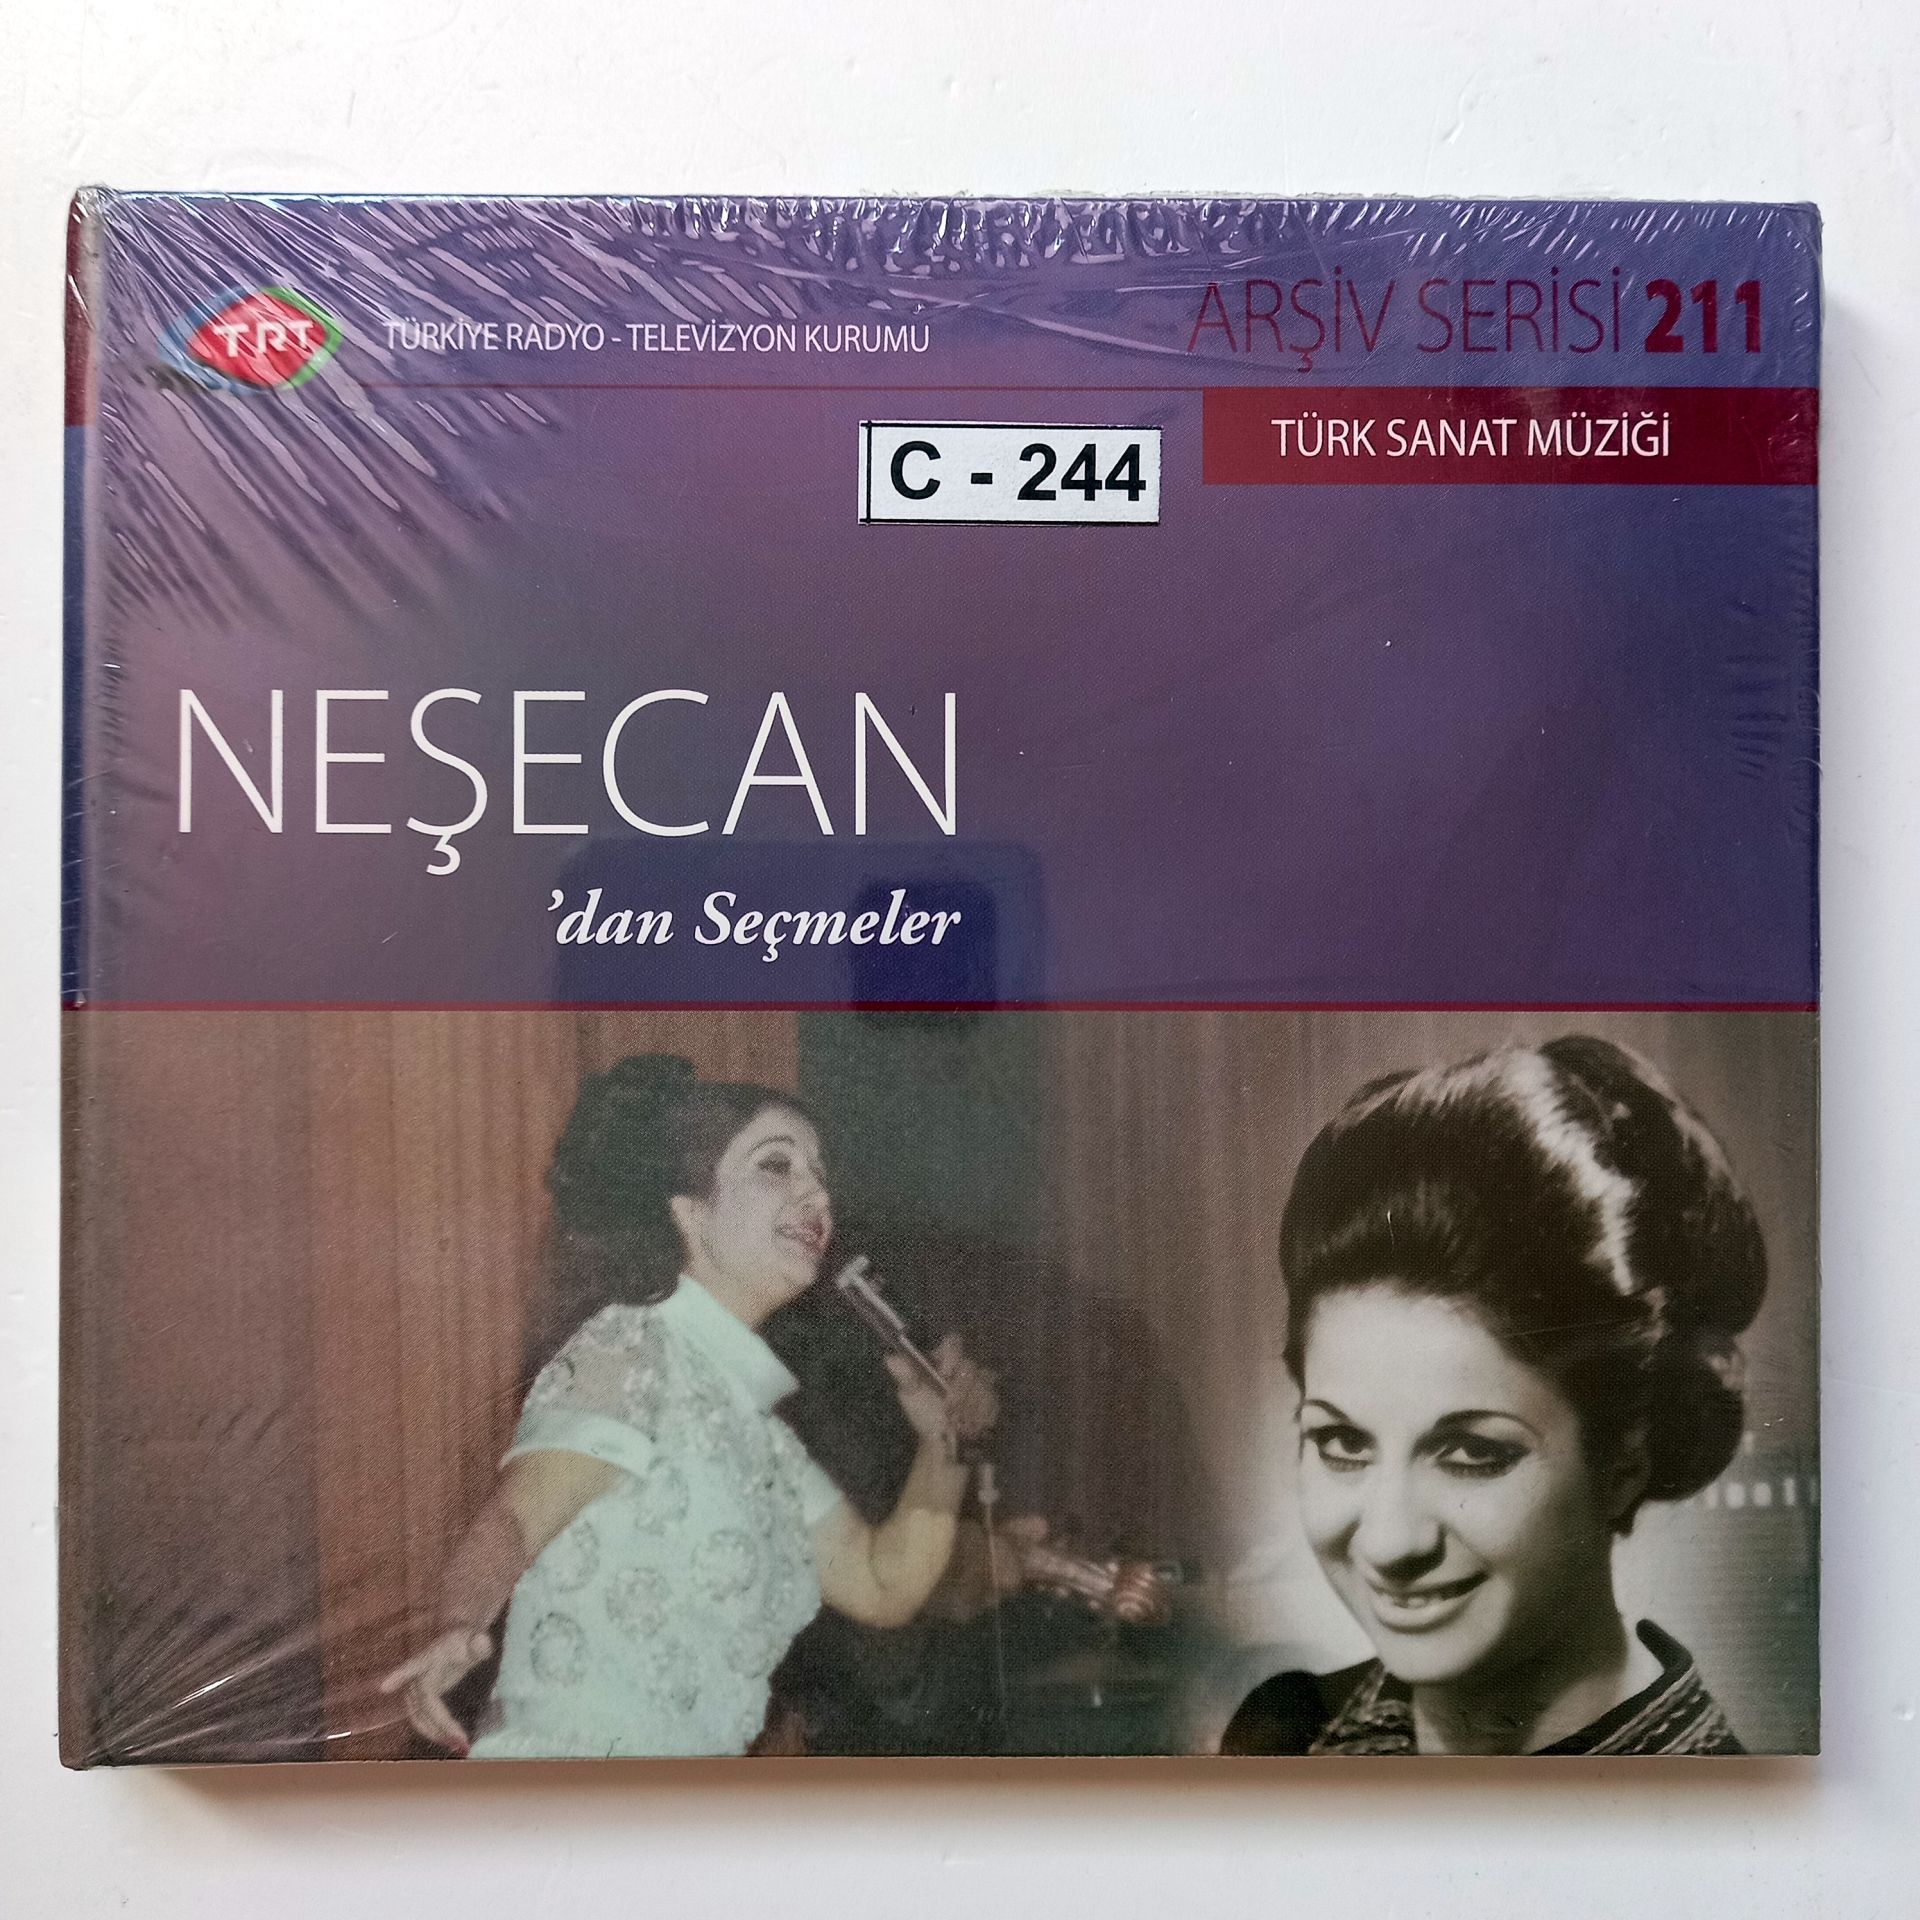 TRT
TÜRKİYE RADYO - TELEVİZYON KURUMU
ARŞİV SERİSİ 211
TÜRK SANAT MÜZİĞİ
C - 244
NEŞECAN
'dan Seçmeler